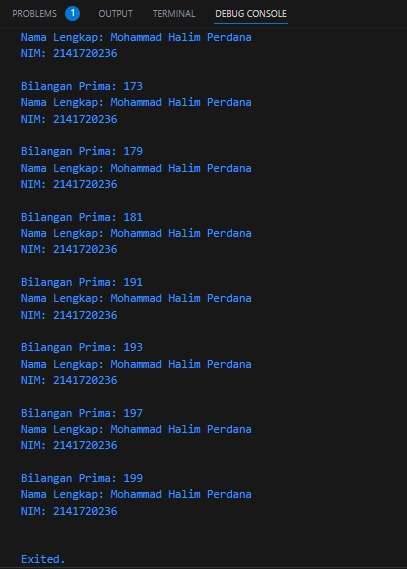 PROBLEMS 1 OUTPUT TERMINAL DEBUG CONSOLE
Nama Lengkap: Mohammad Halim Perdana
NIM: 2141720236
Bilangan Prima: 173
Nama Lengkap: Mohammad Halim Perdana
NIM: 2141720236
Bilangan Prima: 179
Nama Lengkap: Mohammad Halim Perdana
NIM: 2141720236
Bilangan Prima: 181
Nama Lengkap: Mohammad Halim Perdana
NIM: 2141720236
Bilangan Prima: 191
Nama Lengkap: Mohammad Halim Perdana
NIM: 2141720236
Bilangan Prima: 193
Nama Lengkap: Mohammad Halim Perdana
NIM: 2141720236
Bilangan Prima: 197
Nama Lengkap: Mohammad Halim Perdana
NIM: 2141720236
Bilangan Prima: 199
Nama Lengkap: Mohammad Halim Perdana
NIM: 2141720236
Exited.